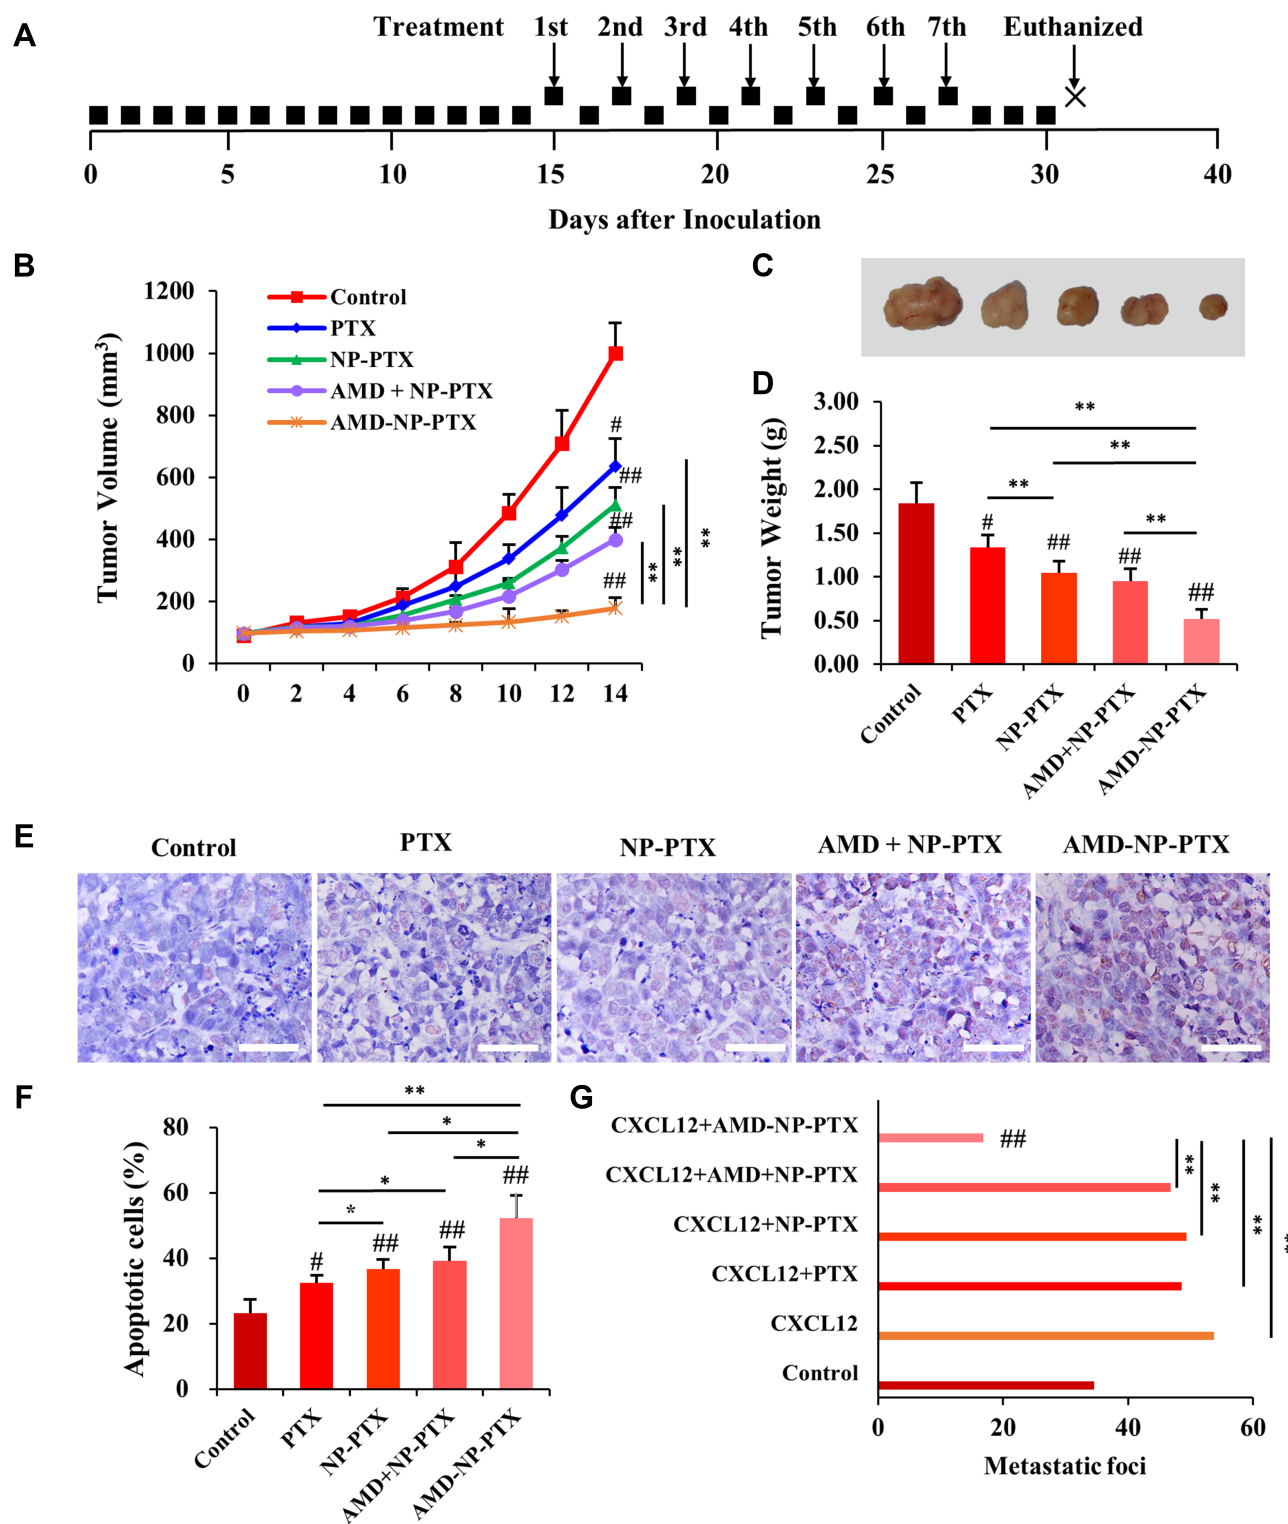 A
Treatment 1st 2nd 3rd 4th 5th 6th 7th Euthanized
0 5 10 15 20 25 30 40
Days after Inoculation
B
Tumor Volume (mm³)
1200
1000
800
600
400
200
0
0 2 4 6 8 10 12 14
Control
PTX
NP-PTX
AMD + NP-PTX
AMD-NP-PTX
#
##
##
##
**
**
**
C
D
Tumor Weight (g)
3.00
2.50
2.00
1.50
1.00
0.50
0.00
**
**
**
**
#
##
##
##
Control
PTX
NP-PTX
AMD+NP-PTX
AMD-NP-PTX
E
Control PTX NP-PTX AMD + NP-PTX AMD-NP-PTX
F
Apoptotic cells (%)
80
60
40
20
0
**
*
*
*
*
#
##
##
##
Control
PTX
NP-PTX
AMD+NP-PTX
AMD-NP-PTX
G
CXCL12+AMD-NP-PTX
CXCL12+AMD+NP-PTX
CXCL12+NP-PTX
CXCL12+PTX
CXCL12
Control
##
**
**
**
**
0 20 40 60
Metastatic foci